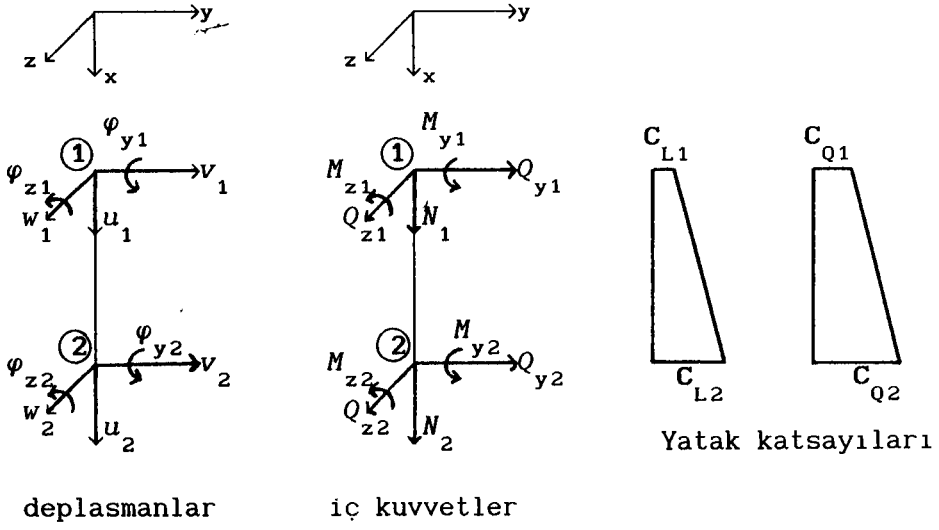 y y
z x z x
φy1 My1 CL1 CQ1
1 1
φz1 v1 Mz1 Qy1
w1 u1 Qz1 N1
2 φy2 2 My2
φz2 v2 Mz2 Qy2
w2 u2 Qz2 N2
CL2 CQ2
Yatak katsayıları
deplasmanlar iç kuvvetler